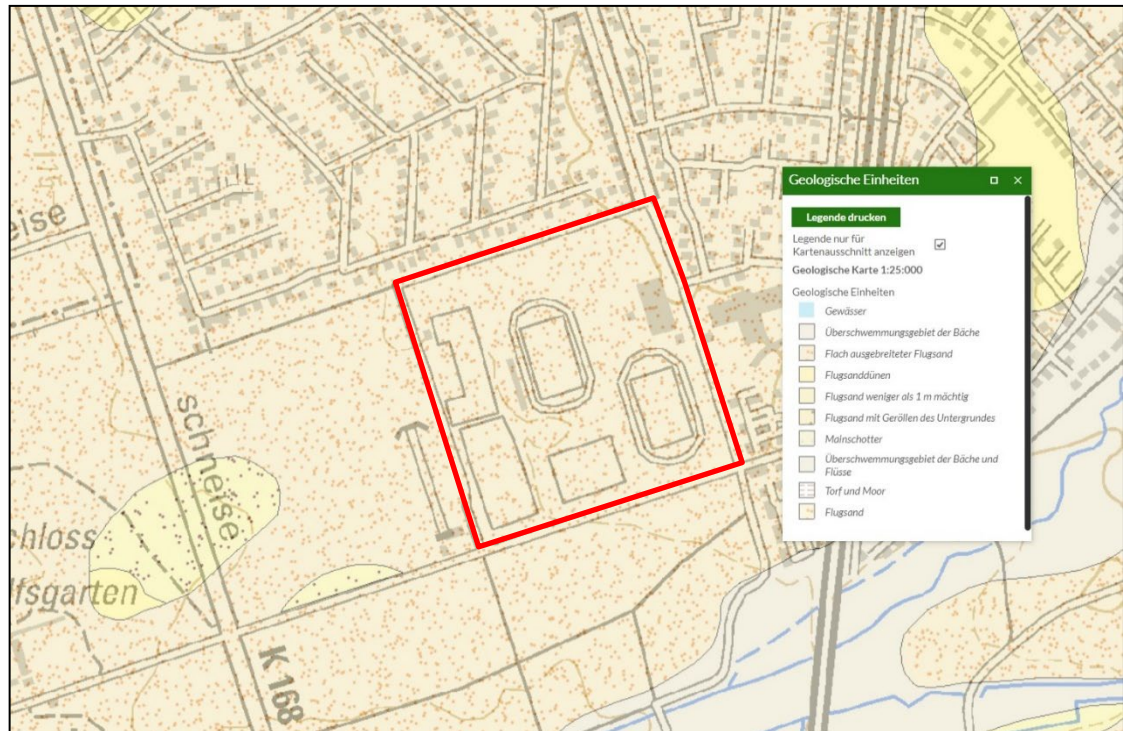 eise
schneise
chloss
lfsgarten
K 168
Geologische Einheiten
Legende drucken
Legende nur für
Kartenausschnitt anzeigen
Geologische Karte 1:25:000
Geologische Einheiten
Gewässer
Überschwemmungsgebiet der Bäche
Flach ausgebreiteter Flugsand
Flugsanddünen
Flugsand weniger als 1 m mächtig
Flugsand mit Geröllen des Untergrundes
Mainschotter
Überschwemmungsgebiet der Bäche und
Flüsse
Torf und Moor
Flugsand